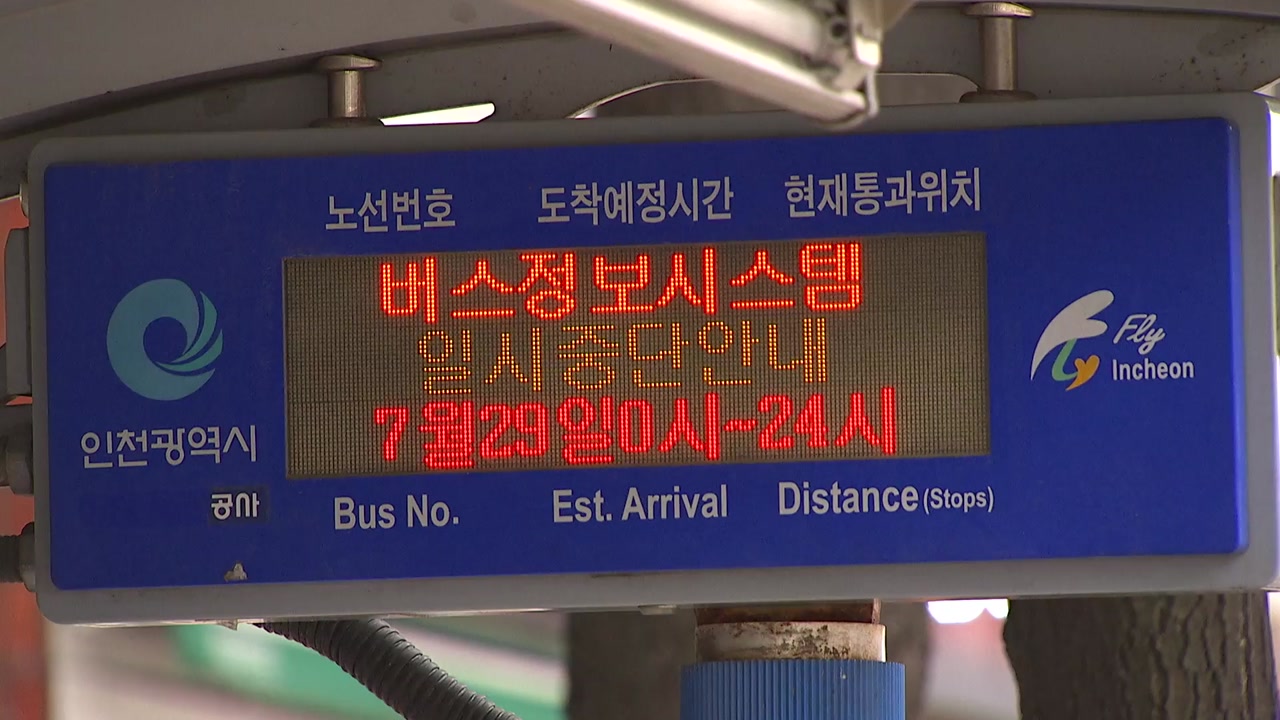 노선번호 도착예정시간 현재통과위치
버스정보시스템
일시중단안내
7월29일0시~24시
인천광역시
공사
Fly
Incheon
Bus No. Est. Arrival Distance (Stops)